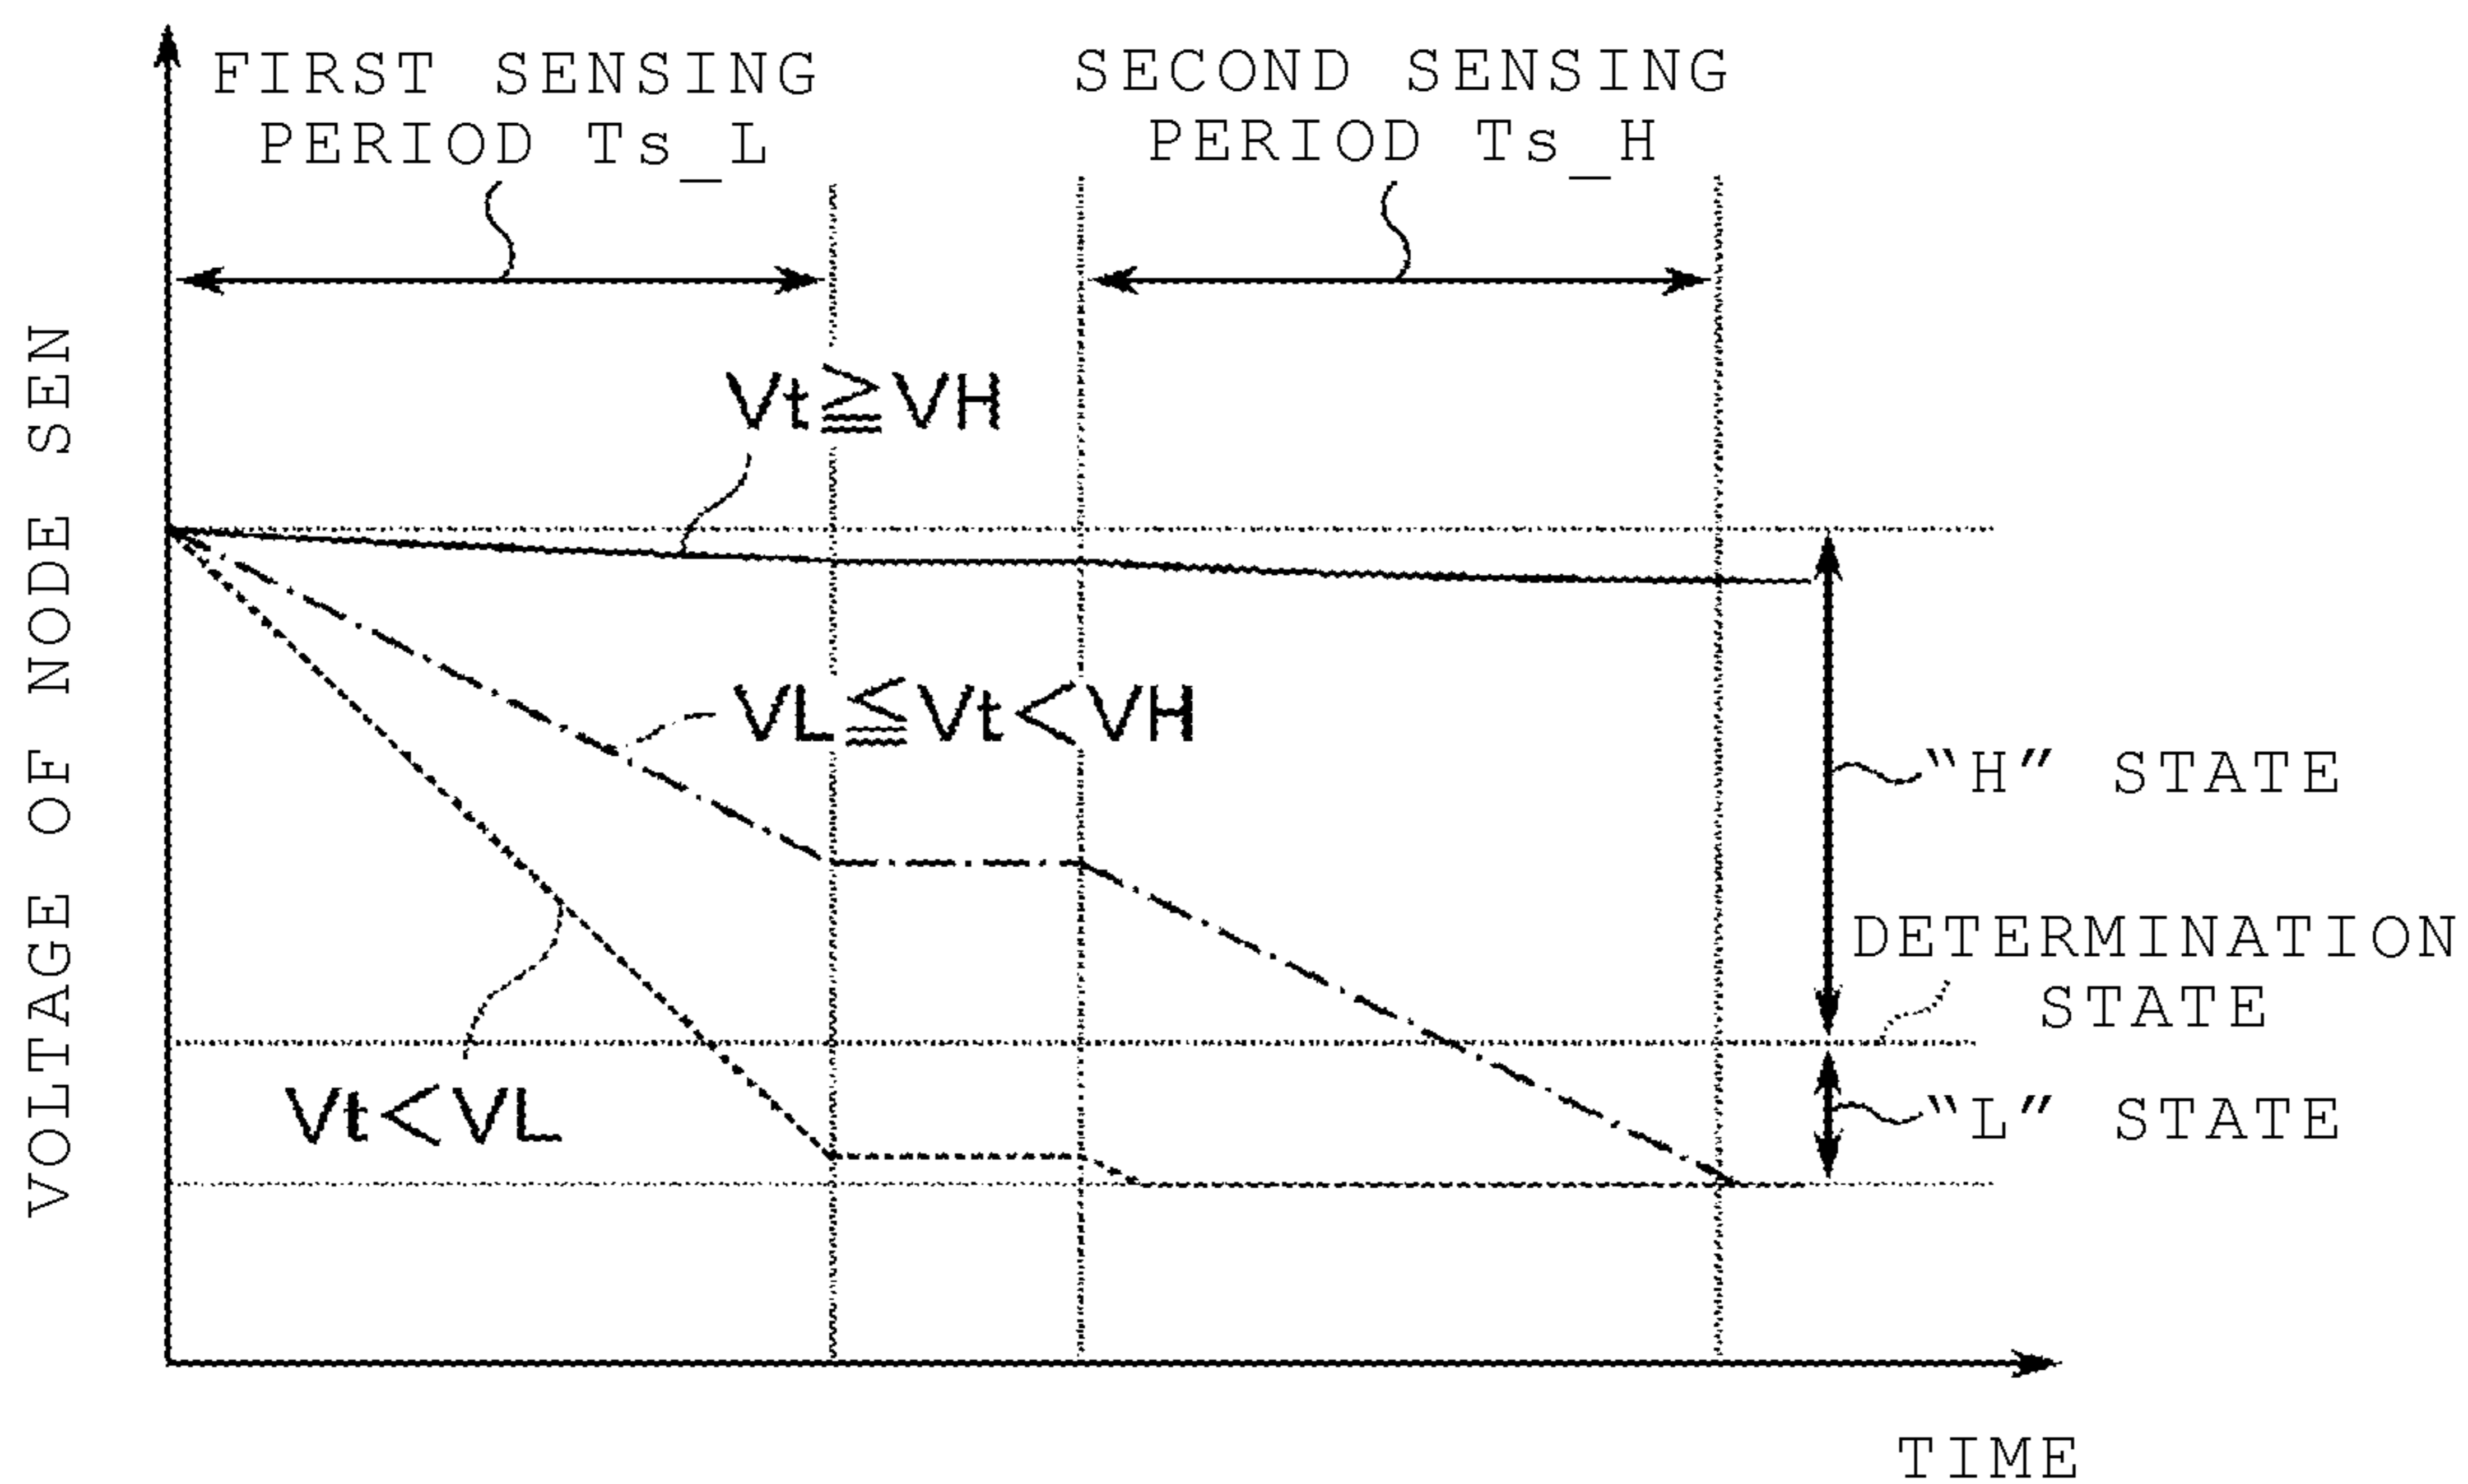 FIRST SENSING
PERIOD Ts_L
SECOND SENSING
PERIOD Ts_H
VOLTAGE OF NODE SEN
Vt≧VH
VL≦Vt<VH
Vt<VL
“H” STATE
DETERMINATION
STATE
“L” STATE
TIME